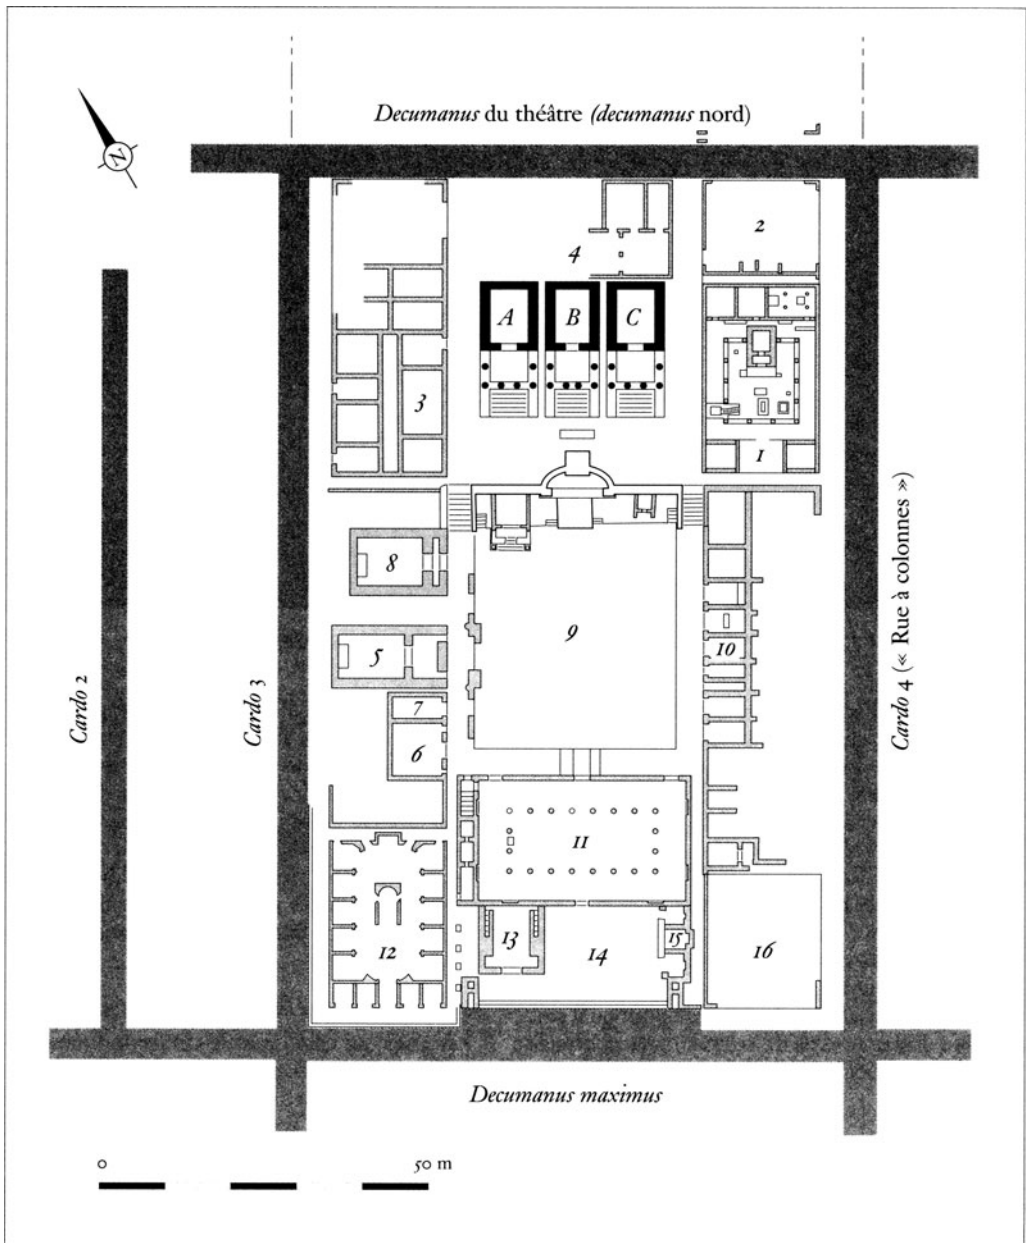 Decumanus du théâtre (decumanus nord)
N
2
4
A
B
C
3
1
8
9
5
10
7
6
11
12
13
14
15
16
Cardo 2
Cardo 3
Cardo 4 (« Rue à colonnes »)
Decumanus maximus
0
50 m